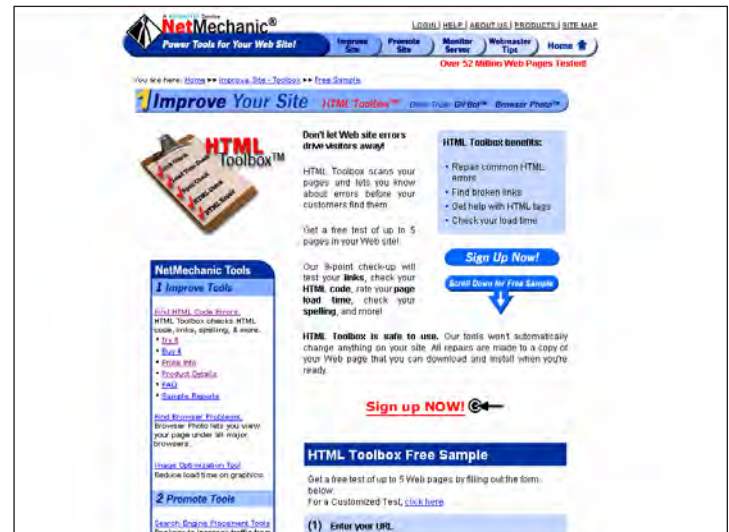 NetMechanic®
Power Tools for Your Web Site!
LOGIN | HELP | ABOUT US | PRODUCTS | SITE MAP
Improve Site
Promote Site
Monitor Server
Webmaster Tips
Home
Over 52 Million Web Pages Tested!
You are here: Home >> Improve Site - Toolbox >> Free Sample
1 Improve Your Site HTML Toolbox™ GIFBot™ Browser Photo™
HTML
Toolbox™
Don't let Web site errors
drive visitors away!
HTML Toolbox scans your
pages and lets you know
about errors before your
customers find them.
Get a free test of up to 5
pages in your Web site!
Our 9-point check-up will
test your links, check your
HTML code, rate your page
load time, check your
spelling, and more!
HTML Toolbox benefits:
• Repair common HTML
errors
• Find broken links
• Get help with HTML tags
• Check your load time
Sign Up Now!
Scroll Down for Free Sample
HTML Toolbox is safe to use. Our tools won't automatically
change anything on your site. All repairs are made to a copy of
your Web page that you can download and install when you're
ready.
Sign up NOW!
NetMechanic Tools
1 Improve Tools
Find HTML Code Errors.
HTML Toolbox checks HTML
code, links, spelling, & more.
• Try It
• Buy It
• Price Info
• Product Details
• FAQ
• Sample Reports
Find Browser Problems.
Browser Photo lets you view
your page under all major
browsers.
Image Optimization Tool
Reduce load time on graphics.
2 Promote Tools
Search Engine Placement Tools
HTML Toolbox Free Sample
Get a free test of up to 5 Web pages by filling out the form
below.
For a Customized Test, click here.
(1) Enter your URL